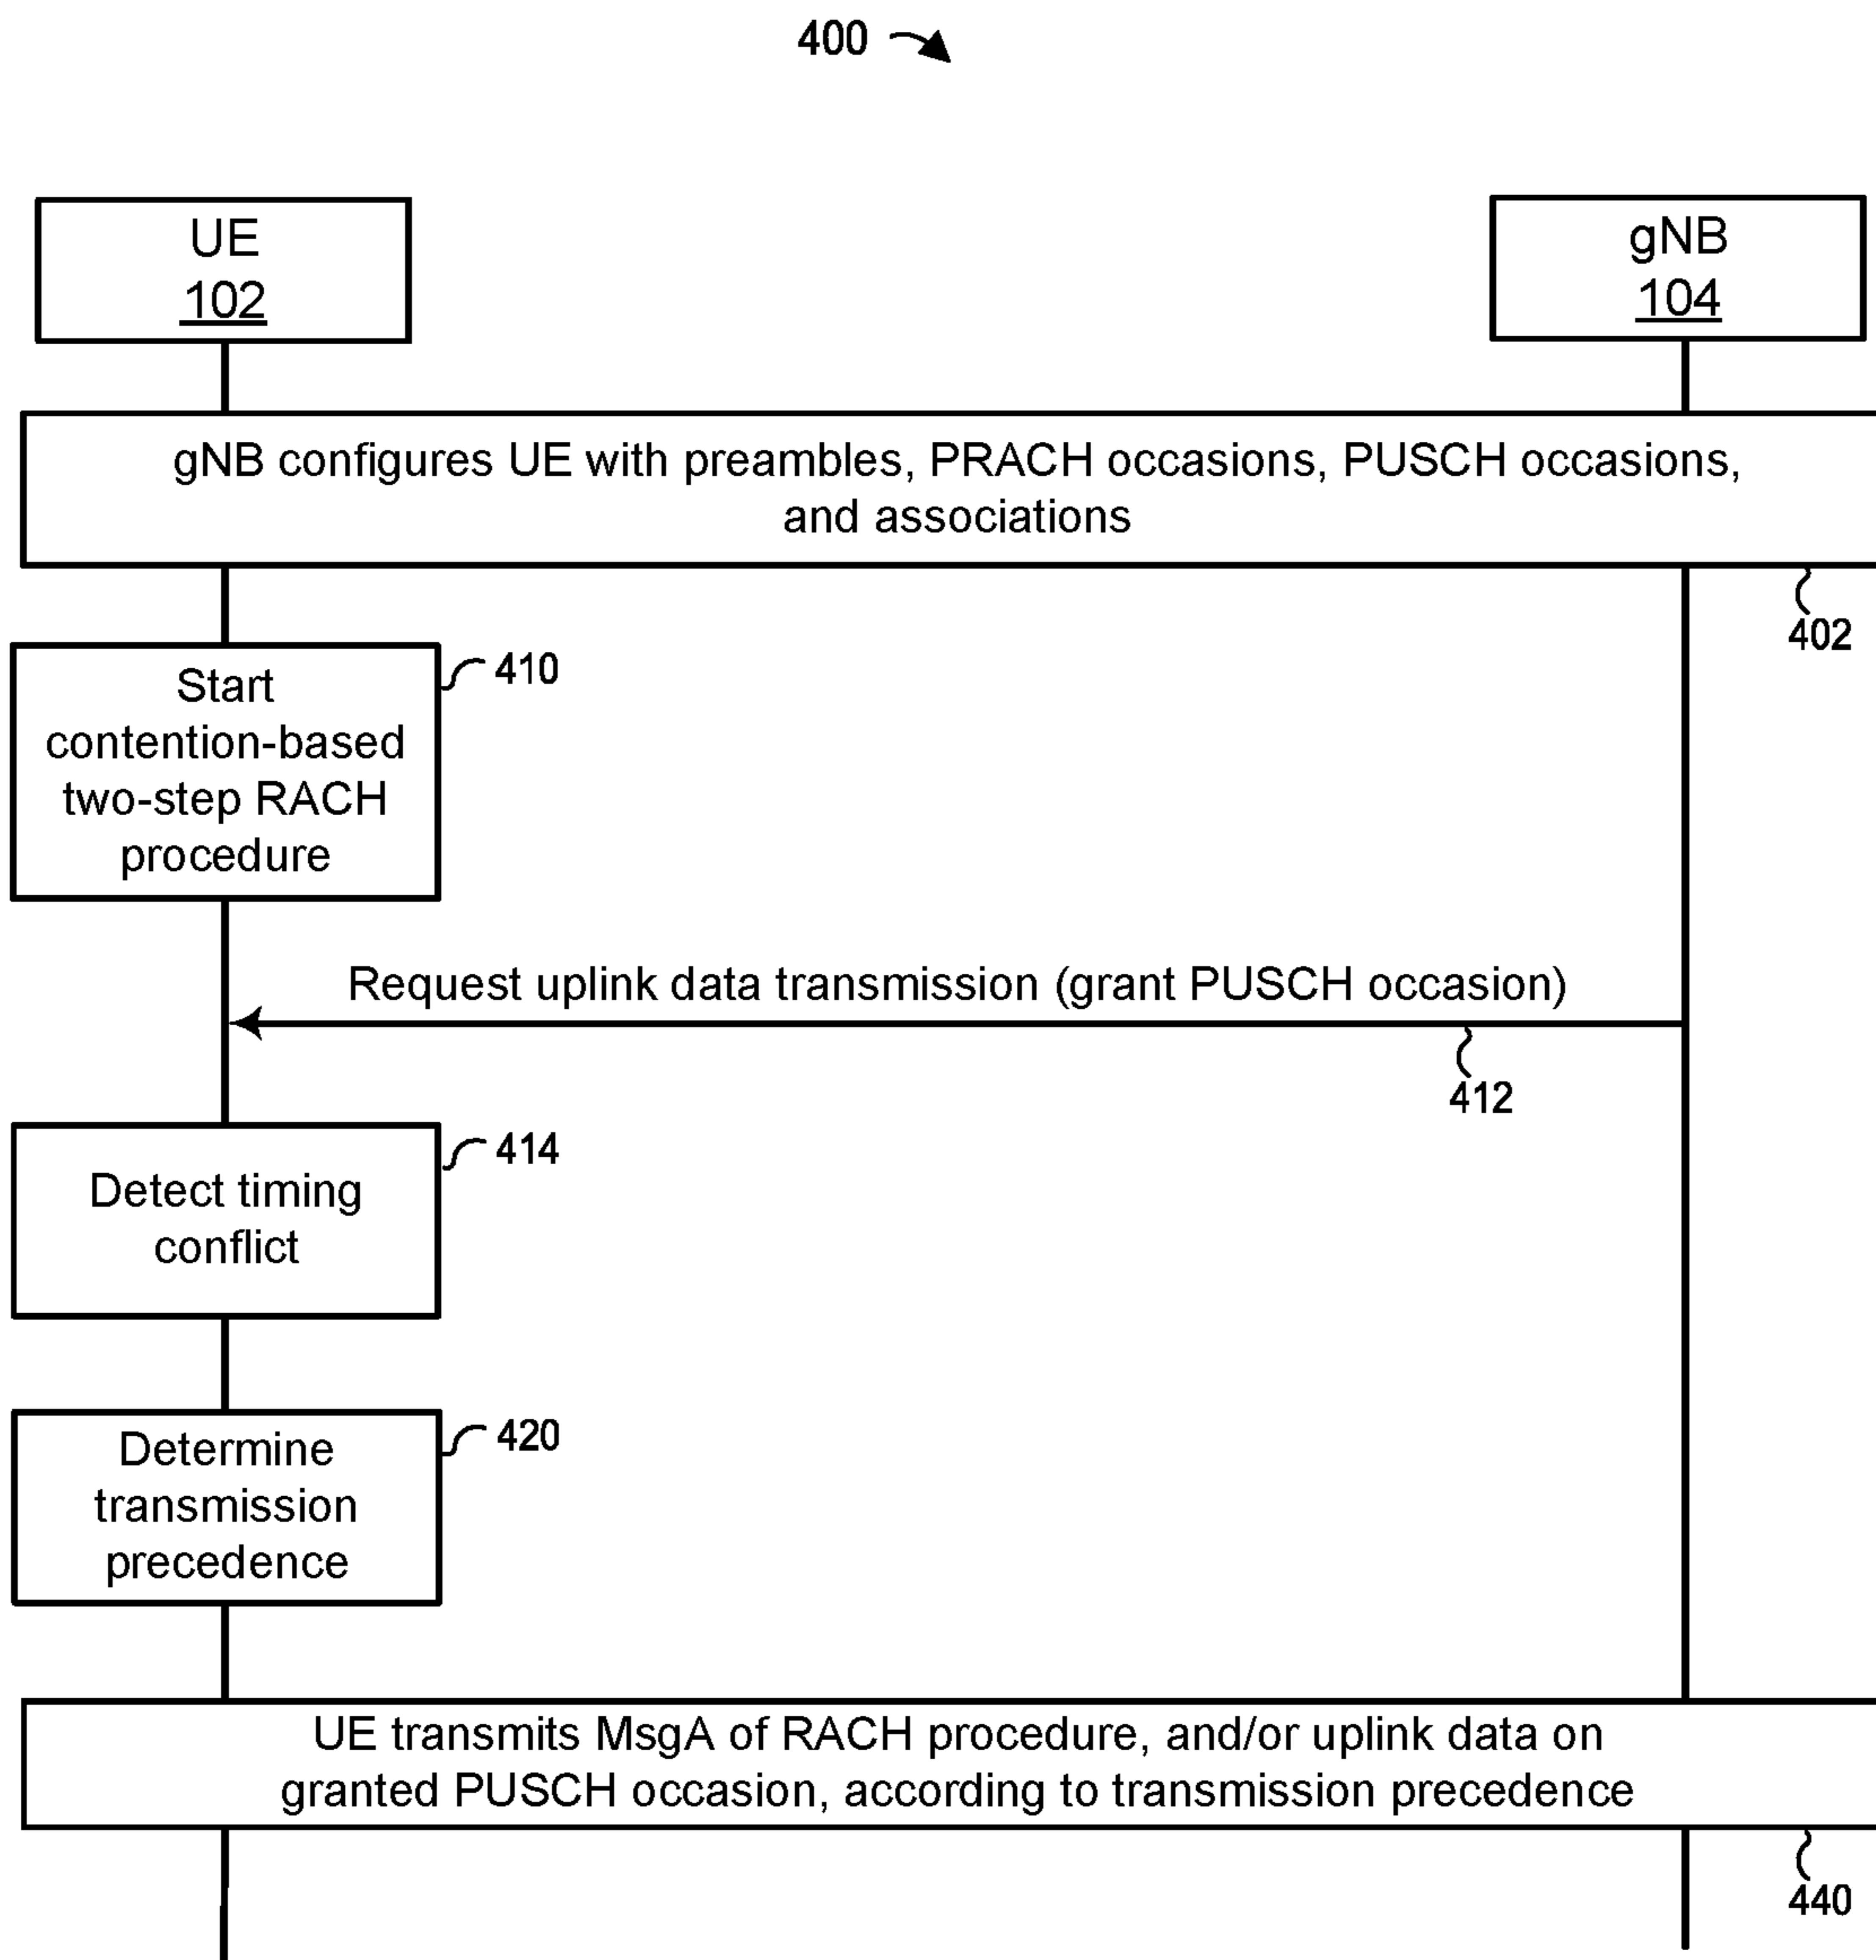 400
UE
102
gNB
104
gNB configures UE with preambles, PRACH occasions, PUSCH occasions,
and associations
402
Start
contention-based
two-step RACH
procedure
410
Request uplink data transmission (grant PUSCH occasion)
412
Detect timing
conflict
414
Determine
transmission
precedence
420
UE transmits MsgA of RACH procedure, and/or uplink data on
granted PUSCH occasion, according to transmission precedence
440